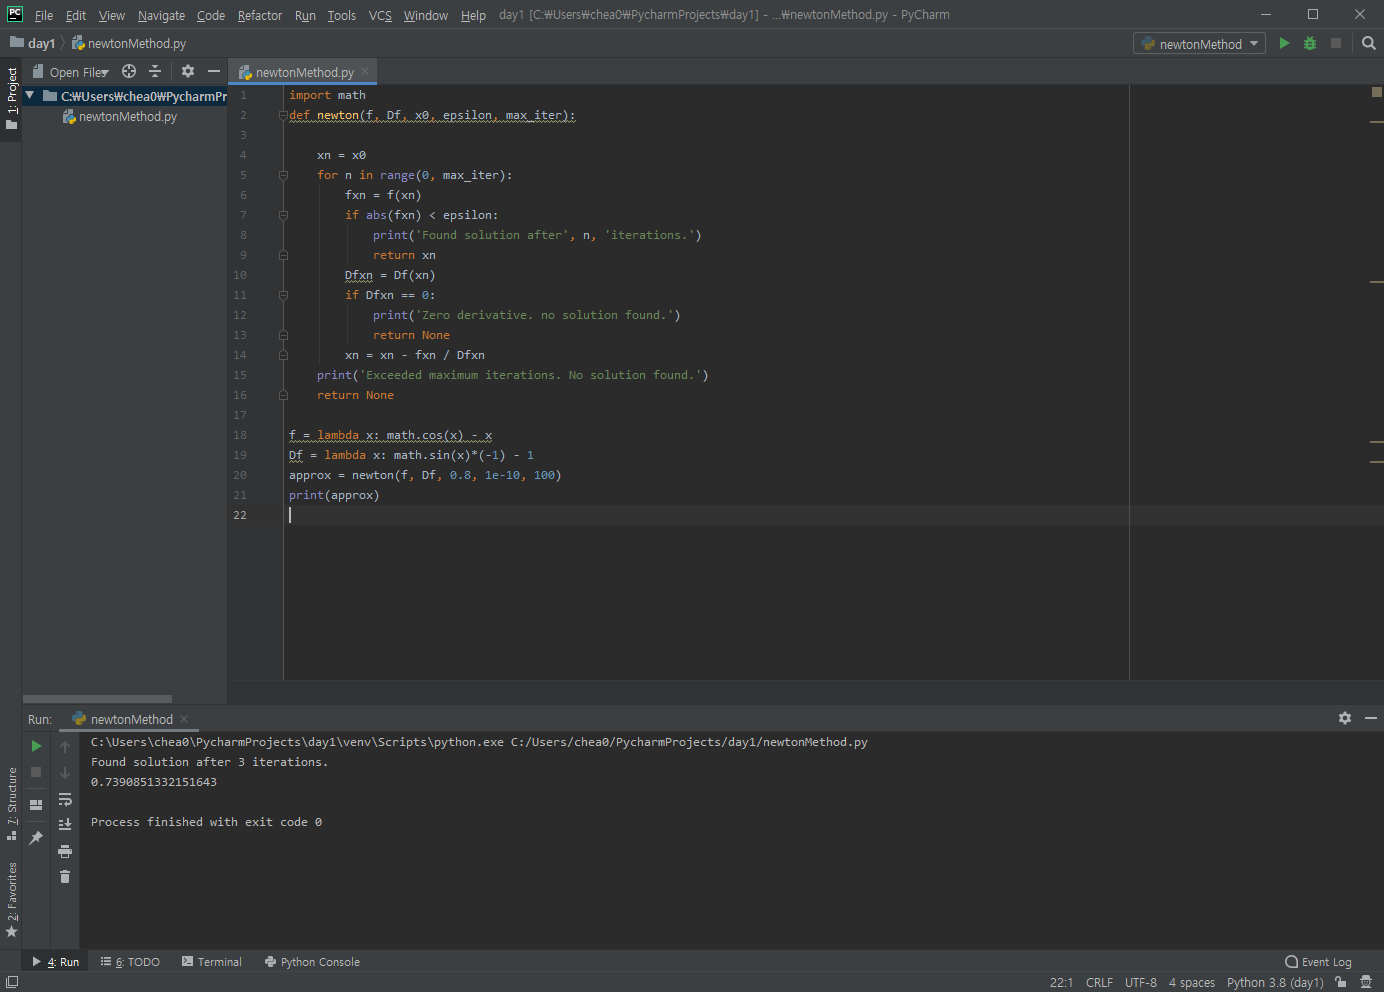 PC File Edit View Navigate Code Refactor Run Tools VCS Window Help day1 [C:₩Users₩chea0₩PycharmProjects₩day1] - ...₩newtonMethod.py - PyCharm
day1 newtonMethod.py newtonMethod
1: Project
Open Files newtonMethod.py
C:₩Users₩chea0₩PycharmPr
newtonMethod.py
1 import math
2 def newton(f, Df, x0, epsilon, max_iter):
3
4     xn = x0
5     for n in range(0, max_iter):
6         fxn = f(xn)
7         if abs(fxn) < epsilon:
8             print('Found solution after', n, 'iterations.')
9             return xn
10         Dfxn = Df(xn)
11         if Dfxn == 0:
12             print('Zero derivative. no solution found.')
13             return None
14         xn = xn - fxn / Dfxn
15     print('Exceeded maximum iterations. No solution found.')
16     return None
17
18 f = lambda x: math.cos(x) - x
19 Df = lambda x: math.sin(x)*(-1) - 1
20 approx = newton(f, Df, 0.8, 1e-10, 100)
21 print(approx)
22
Run: newtonMethod
C:\Users\chea0\PycharmProjects\day1\venv\Scripts\python.exe C:/Users/chea0/PycharmProjects/day1/newtonMethod.py
Found solution after 3 iterations.
0.7390851332151643
Process finished with exit code 0
7: Structure
2: Favorites
4: Run 6: TODO Terminal Python Console Event Log
22:1 CRLF UTF-8 4 spaces Python 3.8 (day1)